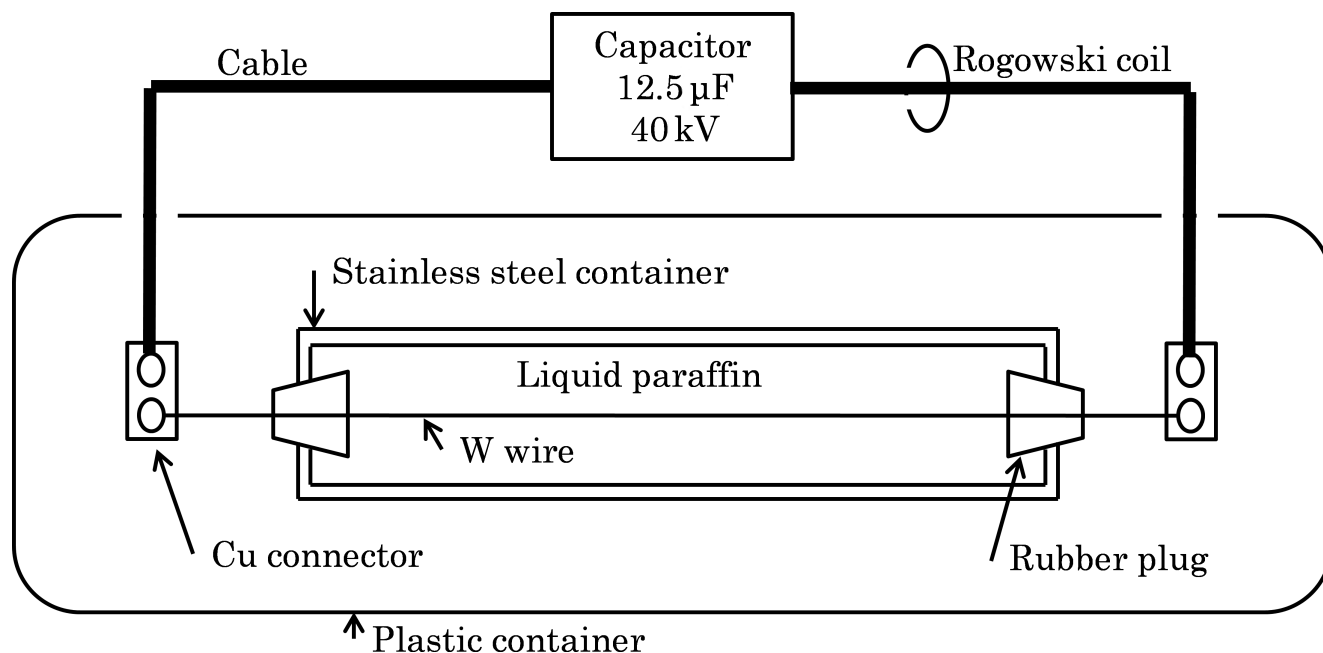 Capacitor
12.5 μF
40 kV
Cable
Rogowski coil
Stainless steel container
Liquid paraffin
W wire
Cu connector
Rubber plug
Plastic container